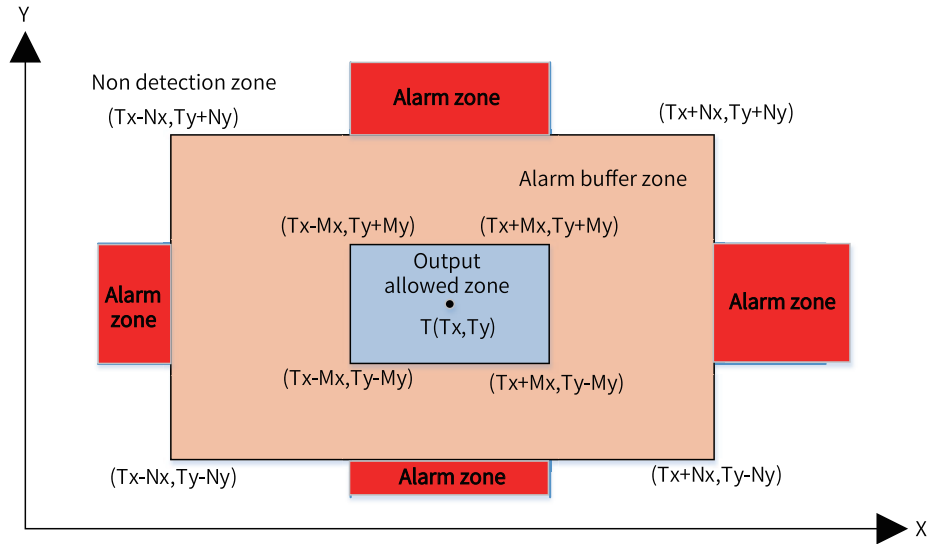 Y
Non detection zone
(Tx-Nx,Ty+Ny)
Alarm zone
(Tx+Nx,Ty+Ny)
Alarm buffer zone
(Tx-Mx,Ty+My)
(Tx+Mx,Ty+My)
Output
allowed zone
T(Tx,Ty)
Alarm
zone
Alarm zone
(Tx-Mx,Ty-My)
(Tx+Mx,Ty-My)
(Tx-Nx,Ty-Ny)
Alarm zone
(Tx+Nx,Ty-Ny)
X